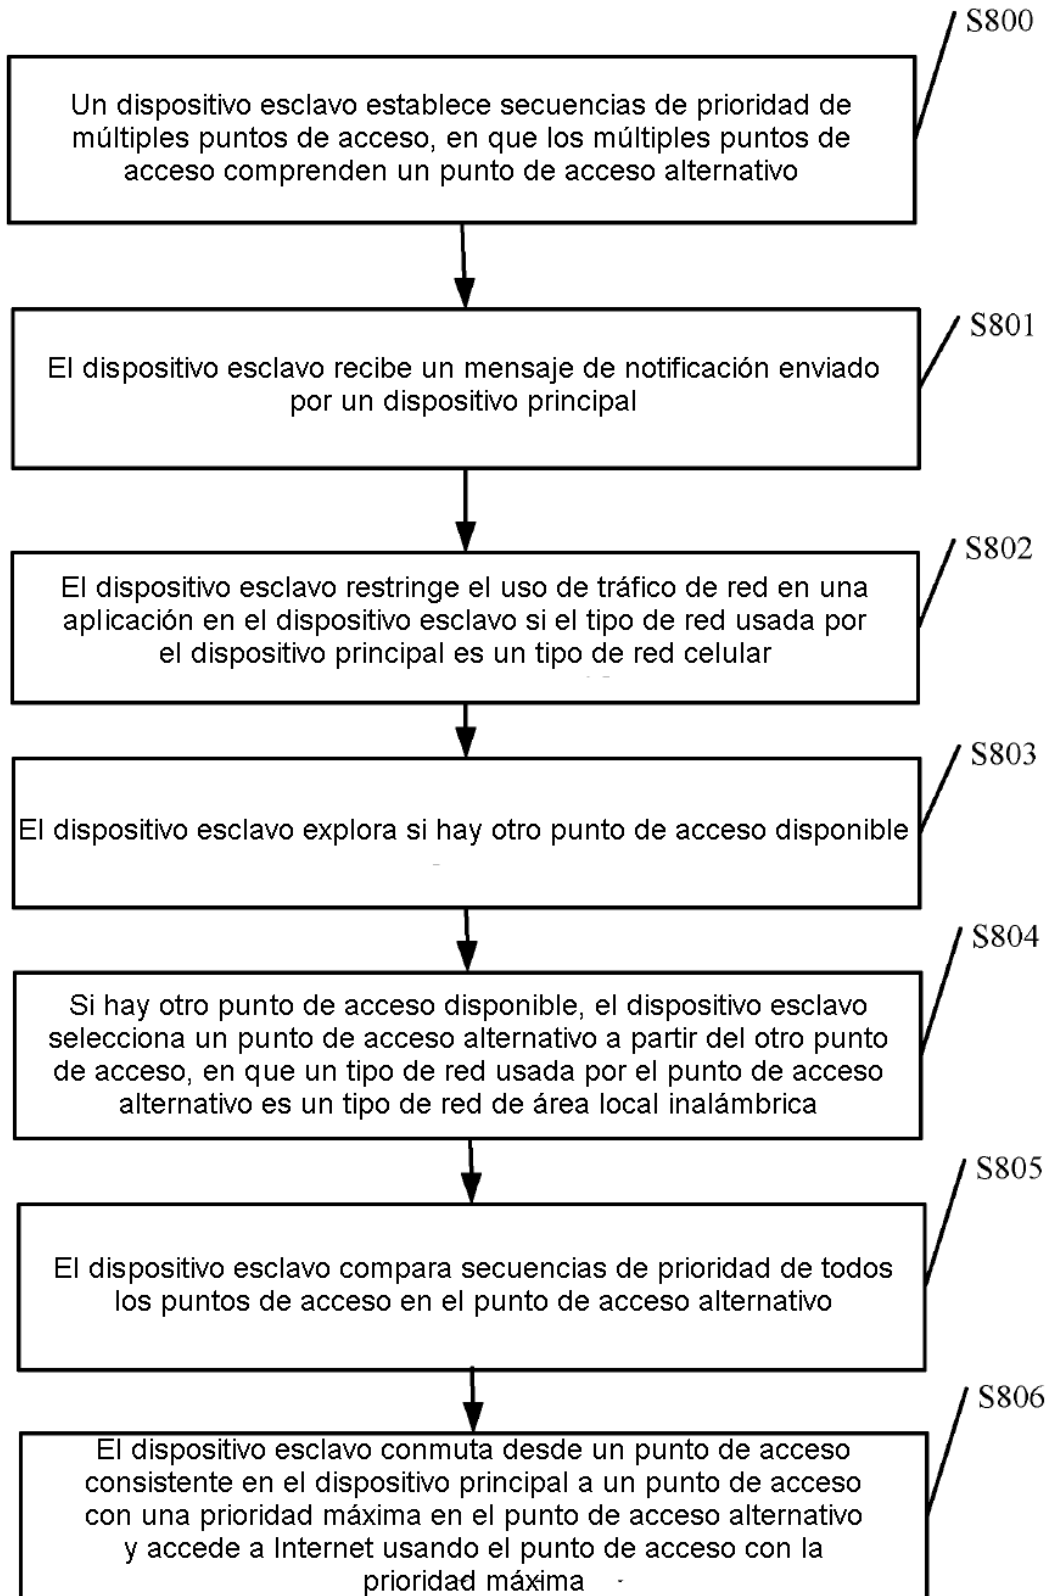 S800
Un dispositivo esclavo establece secuencias de prioridad de
múltiples puntos de acceso, en que los múltiples puntos de
acceso comprenden un punto de acceso alternativo
S801
El dispositivo esclavo recibe un mensaje de notificación enviado
por un dispositivo principal
S802
El dispositivo esclavo restringe el uso de tráfico de red en una
aplicación en el dispositivo esclavo si el tipo de red usada por
el dispositivo principal es un tipo de red celular
S803
El dispositivo esclavo explora si hay otro punto de acceso disponible
S804
Si hay otro punto de acceso disponible, el dispositivo esclavo
selecciona un punto de acceso alternativo a partir del otro punto
de acceso, en que un tipo de red usada por el punto de acceso
alternativo es un tipo de red de área local inalámbrica
S805
El dispositivo esclavo compara secuencias de prioridad de todos
los puntos de acceso en el punto de acceso alternativo
S806
El dispositivo esclavo conmuta desde un punto de acceso
consistente en el dispositivo principal a un punto de acceso
con una prioridad máxima en el punto de acceso alternativo
y accede a Internet usando el punto de acceso con la
prioridad máxima